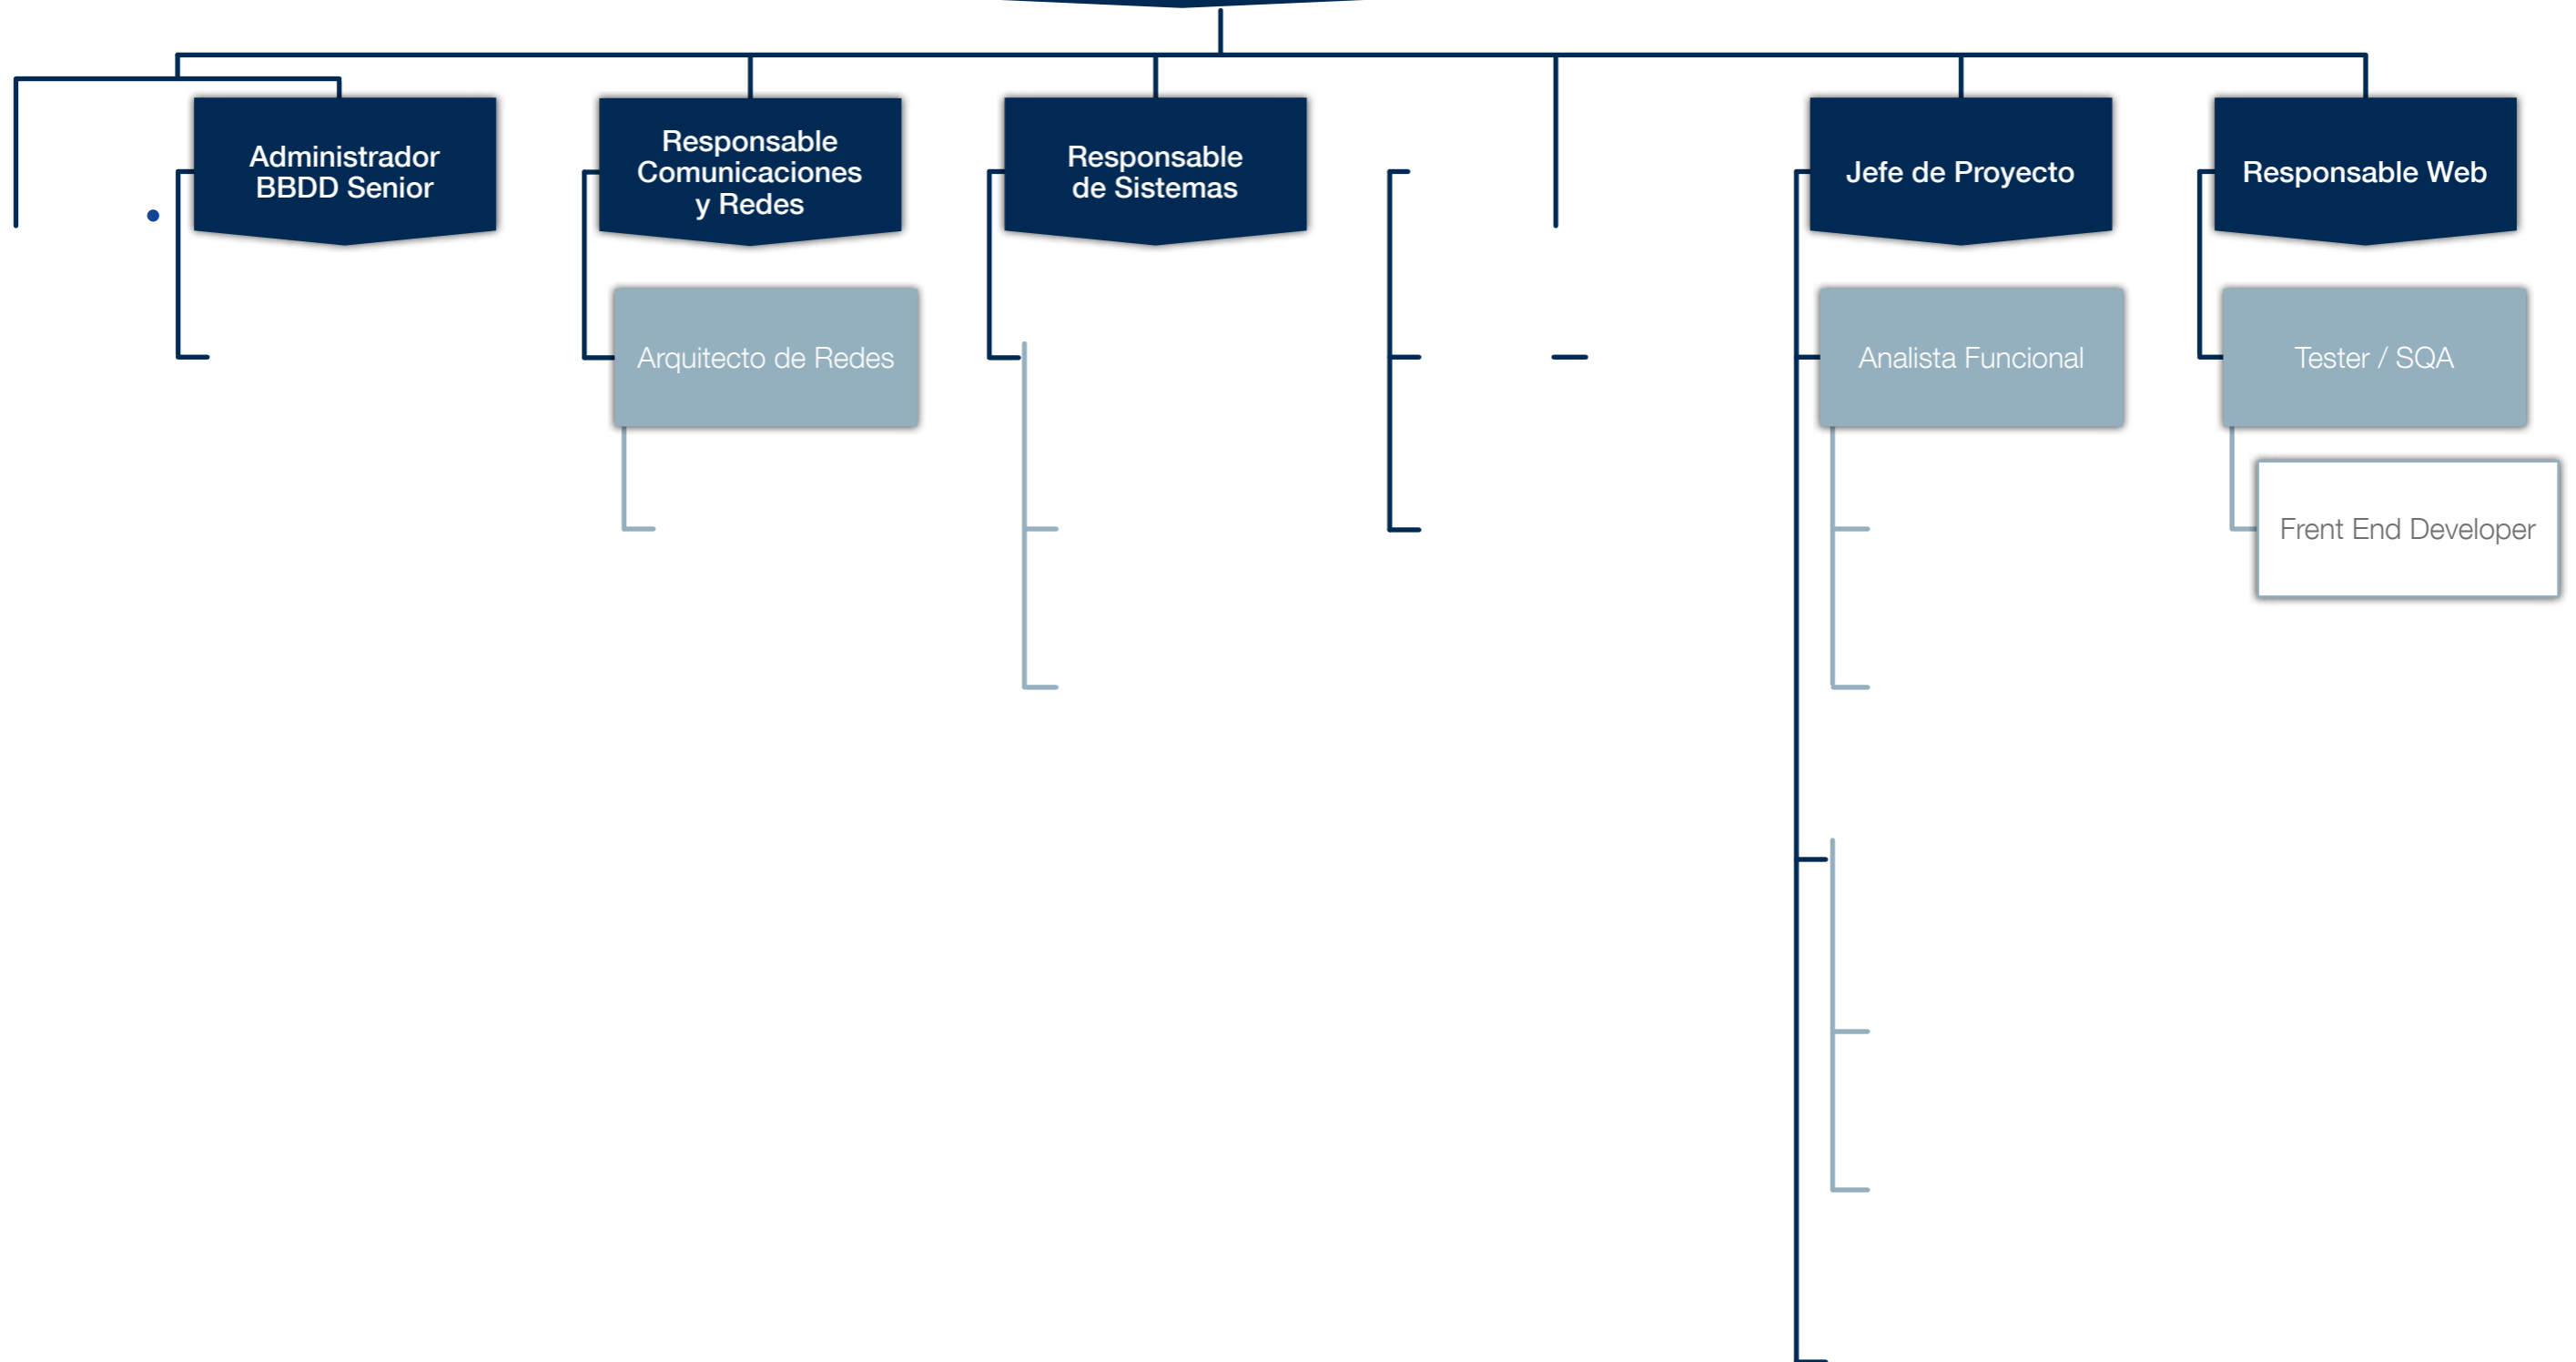 Administrador
BBDD Senior
Responsable
Comunicaciones
y Redes
Responsable
de Sistemas
Jefe de Proyecto
Responsable Web
Arquitecto de Redes
Analista Funcional
Tester / SQA
Frent End Developer